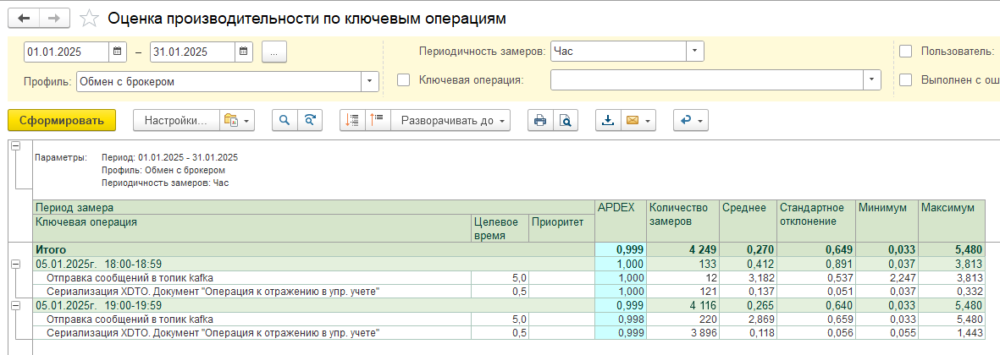 Оценка производительности по ключевым операциям
01.01.2025 – 31.01.2025 ... Периодичность замеров: Час Пользователь:
Профиль: Обмен с брокером Ключевая операция: Выполнен с ош
Сформировать Настройки... Разворачивать до
Параметры: Период: 01.01.2025 - 31.01.2025
Профиль: Обмен с брокером
Периодичность замеров: Час
Период замера APDEX Количество замеров Среднее Стандартное отклонение Минимум Максимум
Ключевая операция Целевое время Приоритет
Итого 0,999 4 249 0,270 0,649 0,033 5,480
05.01.2025г. 18:00-18:59 1,000 133 0,412 0,891 0,037 3,813
Отправка сообщений в топик kafka 5,0 1,000 12 3,182 0,537 2,247 3,813
Сериализация XDTO. Документ "Операция к отражению в упр. учете" 0,5 1,000 121 0,137 0,051 0,037 0,332
05.01.2025г. 19:00-19:59 0,999 4 116 0,265 0,640 0,033 5,480
Отправка сообщений в топик kafka 5,0 0,998 220 2,869 0,659 0,033 5,480
Сериализация XDTO. Документ "Операция к отражению в упр. учете" 0,5 0,999 3 896 0,118 0,056 0,055 1,443